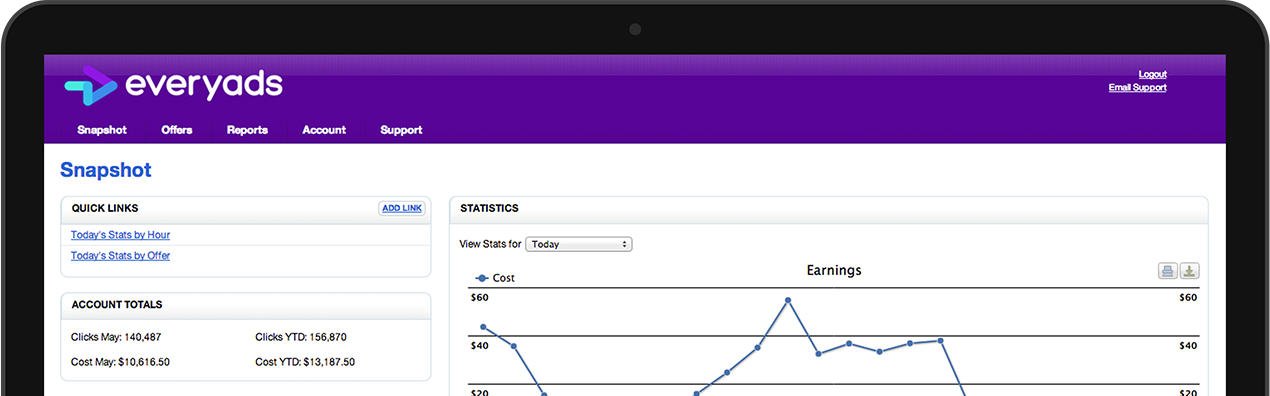 everyads
Logout
Email Support
Snapshot Offers Reports Account Support
Snapshot
QUICK LINKS ADD LINK
Today's Stats by Hour
Today's Stats by Offer
ACCOUNT TOTALS
Clicks May: 140,487 Clicks YTD: 156,870
Cost May: $10,616.50 Cost YTD: $13,187.50
STATISTICS
View Stats for Today
Earnings
Cost
$60 $60
$40 $40
$20 $20